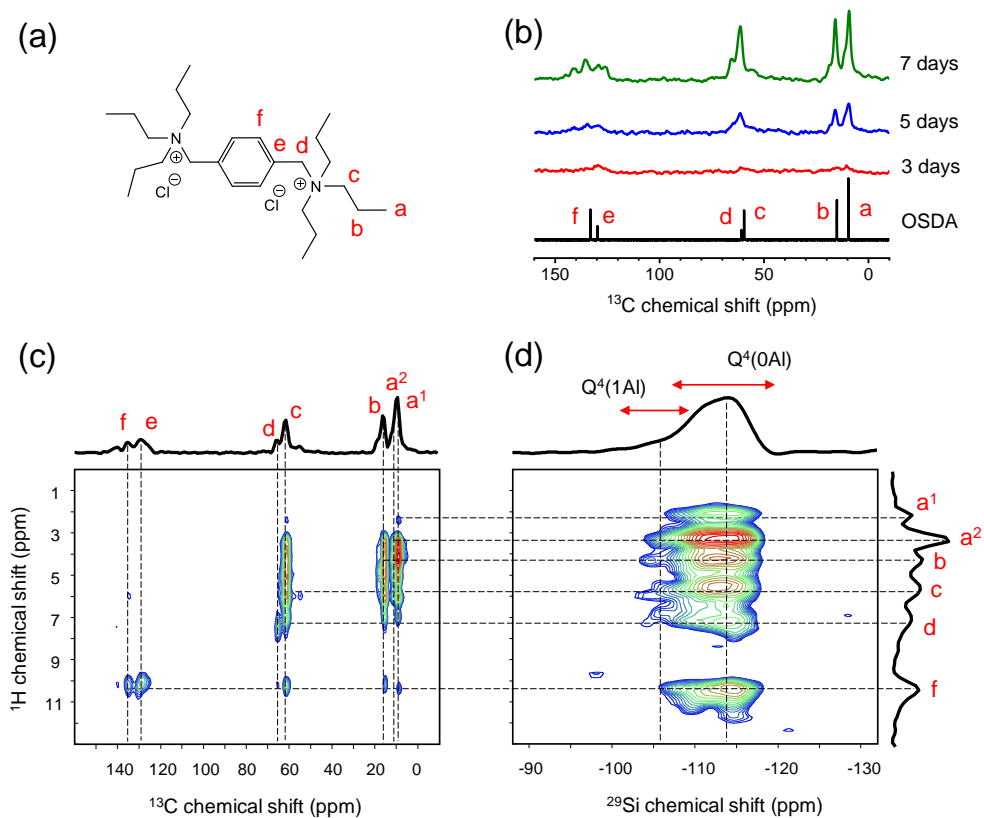 (a)
N
⊕
Cl⊖
f
e
d
Cl⊖
⊕
N
c
b
a
(b)
7 days
5 days
3 days
OSDA
f
e
d
c
b
a
150
100
50
0
¹³C chemical shift (ppm)
(c)
f
e
d
c
b
a²
a¹
1
3
5
7
9
11
¹H chemical shift (ppm)
140
120
100
80
60
40
20
0
¹³C chemical shift (ppm)
(d)
Q⁴(0Al)
Q⁴(1Al)
a¹
a²
b
c
d
f
-90
-100
-110
-120
-130
²⁹Si chemical shift (ppm)